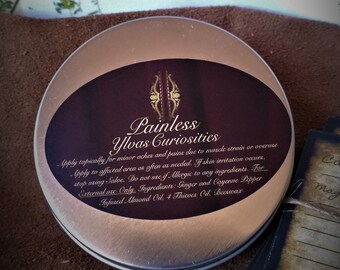 Painless
Ylvas Curiosities
Apply topically for minor aches and pains due to muscle strain or overuse
Apply to affected area as often as needed. If skin irritation occurs,
stop using Salve. Do not use if Allergic to any ingredients. For
External use Only. Ingredients: Ginger and Cayenne Pepper
Infused Almond Oil, 4 Thieves Oil, Beeswax